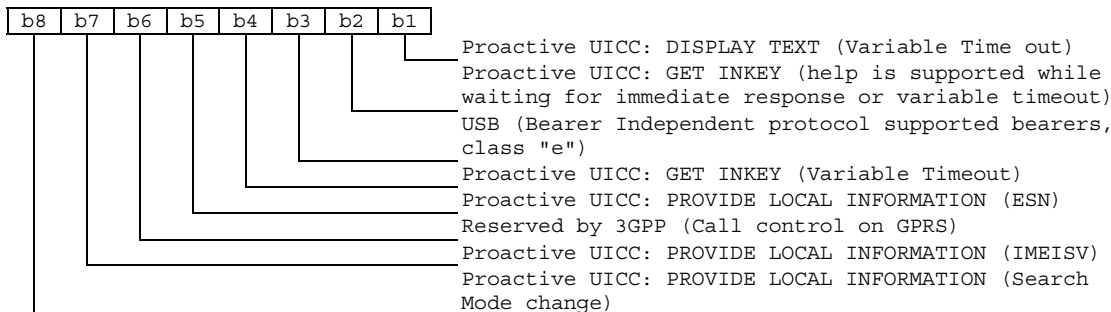 b8 b7 b6 b5 b4 b3 b2 b1
Proactive UICC: DISPLAY TEXT (Variable Time out)
Proactive UICC: GET INKEY (help is supported while
waiting for immediate response or variable timeout)
USB (Bearer Independent protocol supported bearers,
class "e")
Proactive UICC: GET INKEY (Variable Timeout)
Proactive UICC: PROVIDE LOCAL INFORMATION (ESN)
Reserved by 3GPP (Call control on GPRS)
Proactive UICC: PROVIDE LOCAL INFORMATION (IMEISV)
Proactive UICC: PROVIDE LOCAL INFORMATION (Search
Mode change)